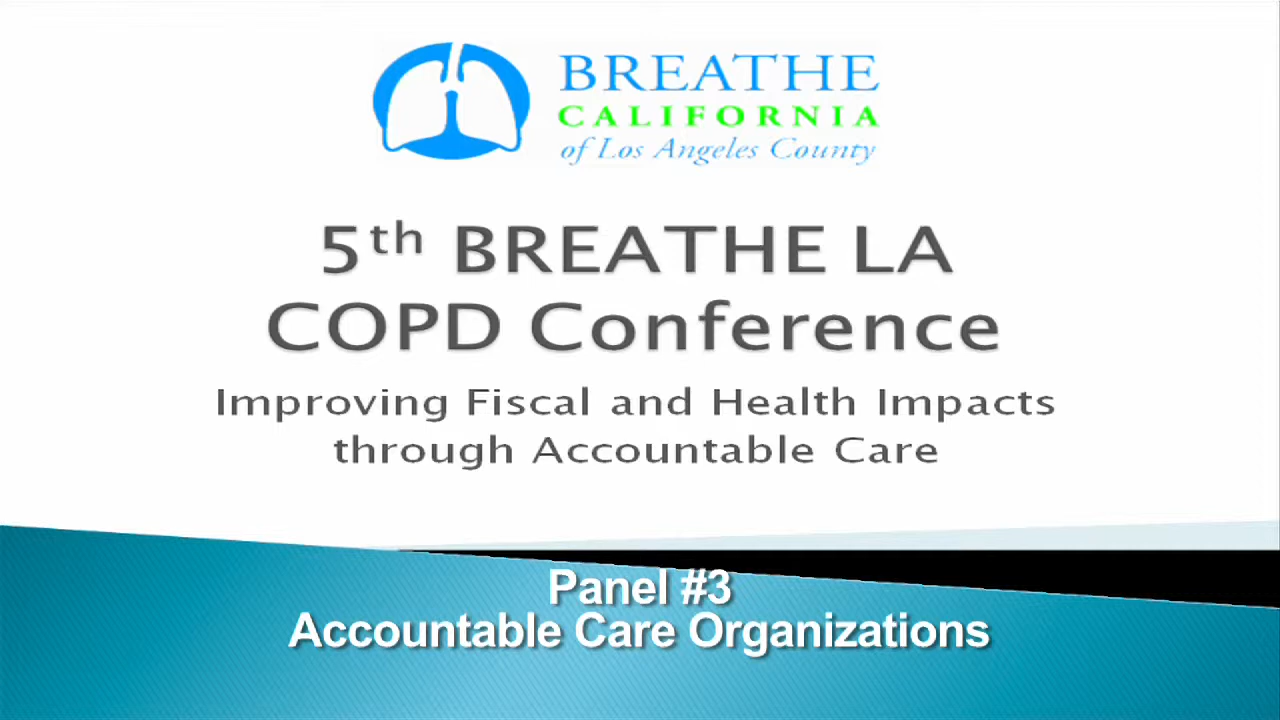 BREATHE
CALIFORNIA
of Los Angeles County
5th BREATHE LA
COPD Conference
Improving Fiscal and Health Impacts
through Accountable Care
Panel #3
Accountable Care Organizations